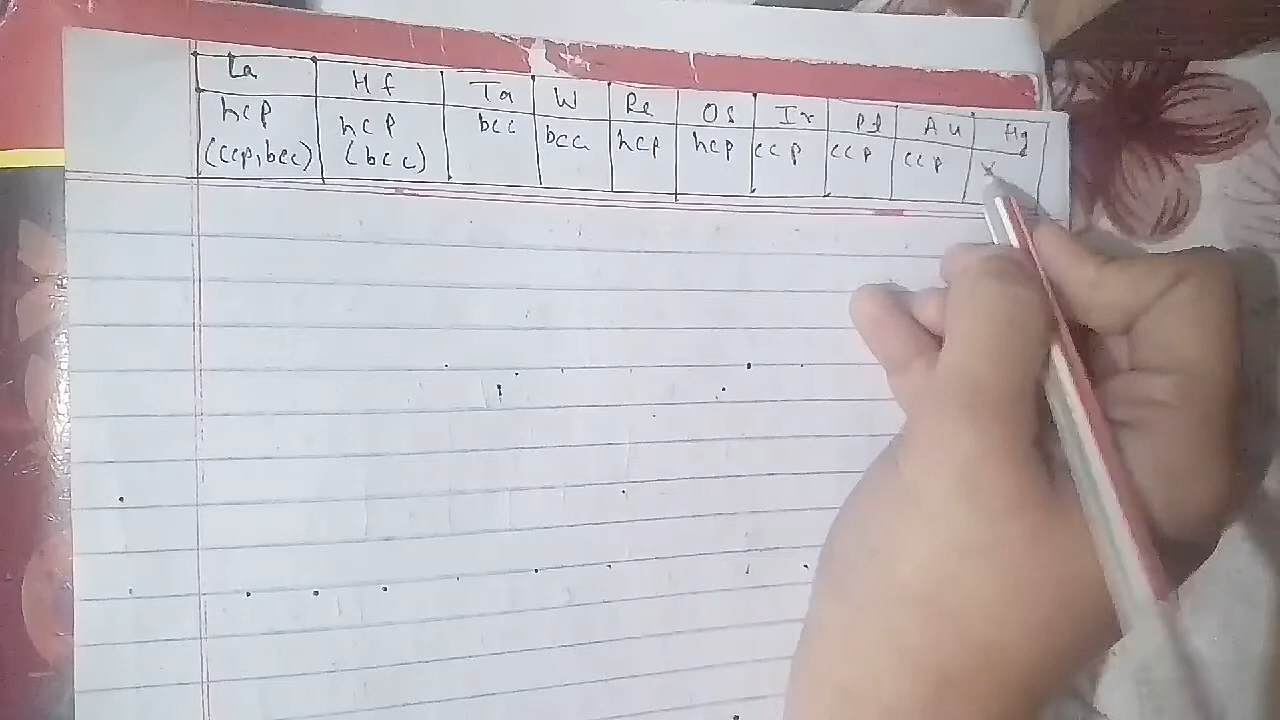 La Hf Ta W Re Os Ir Pt Au Hg
hcp hcp bcc bcc hcp hcp ccp ccp ccp x
(ccp,bcc) (bcc)